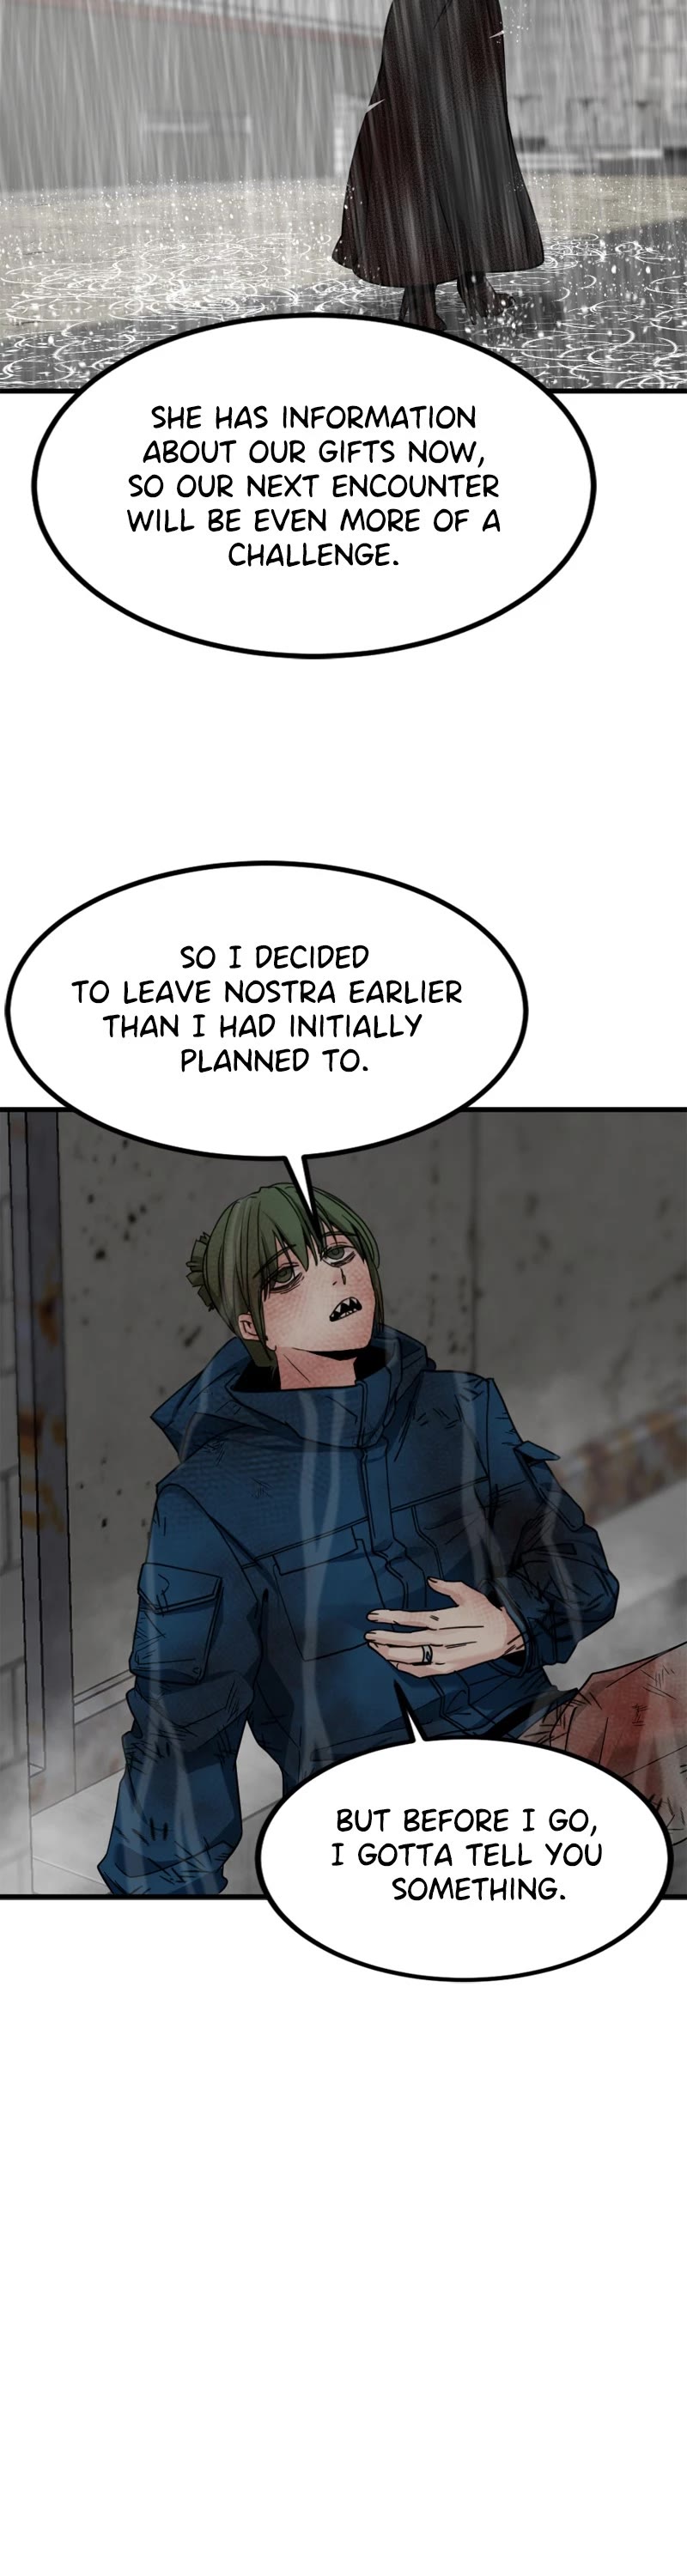 SHE HAS INFORMATION
ABOUT OUR GIFTS NOW,
SO OUR NEXT ENCOUNTER
WILL BE EVEN MORE OF A
CHALLENGE.
SO I DECIDED
TO LEAVE NOSTRA EARLIER
THAN I HAD INITIALLY
PLANNED TO.
BUT BEFORE I GO,
I GOTTA TELL YOU
SOMETHING.